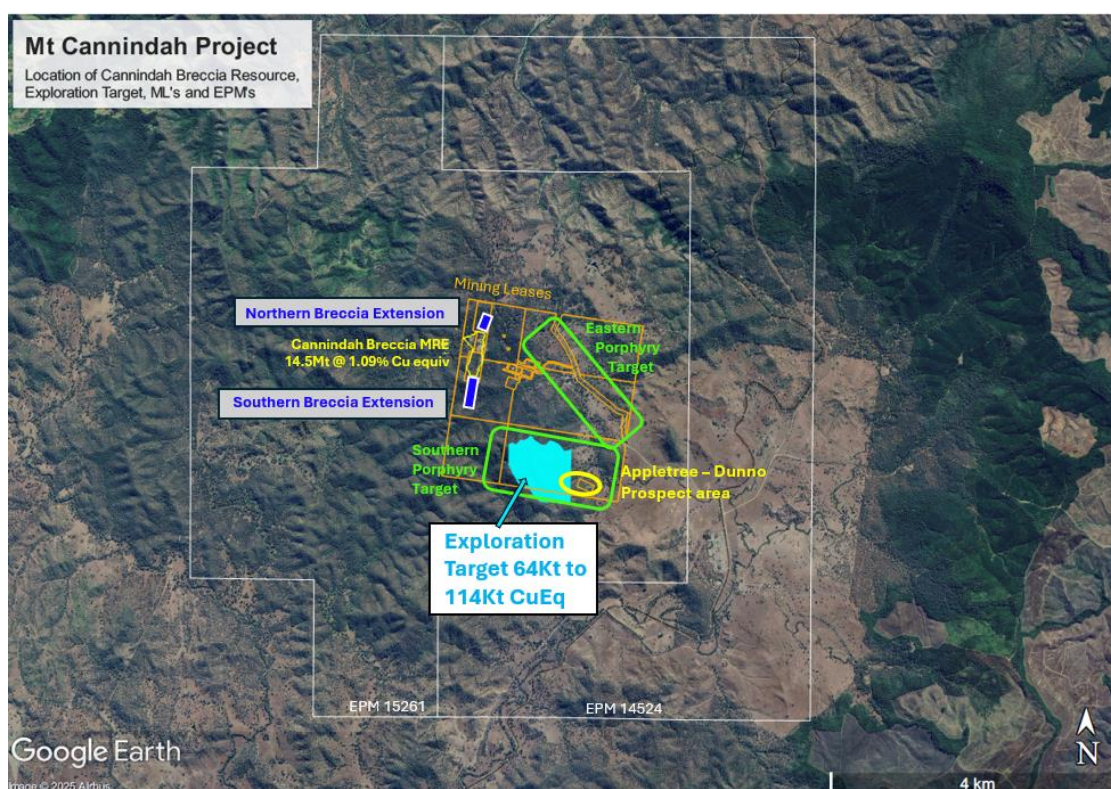 Mt Cannindah Project
Location of Cannindah Breccia Resource,
Exploration Target, ML's and EPM's
Mining Leases
Northern Breccia Extension
Cannindah Breccia MRE
14.5Mt @ 1.09% Cu equiv
Southern Breccia Extension
Eastern
Porphyry
Target
Southern
Porphyry
Target
Appletree – Dunno
Prospect area
Exploration
Target 64Kt to
114Kt CuEq
EPM 15261
EPM 14524
Google Earth
Image © 2025 Airbus
N
4 km